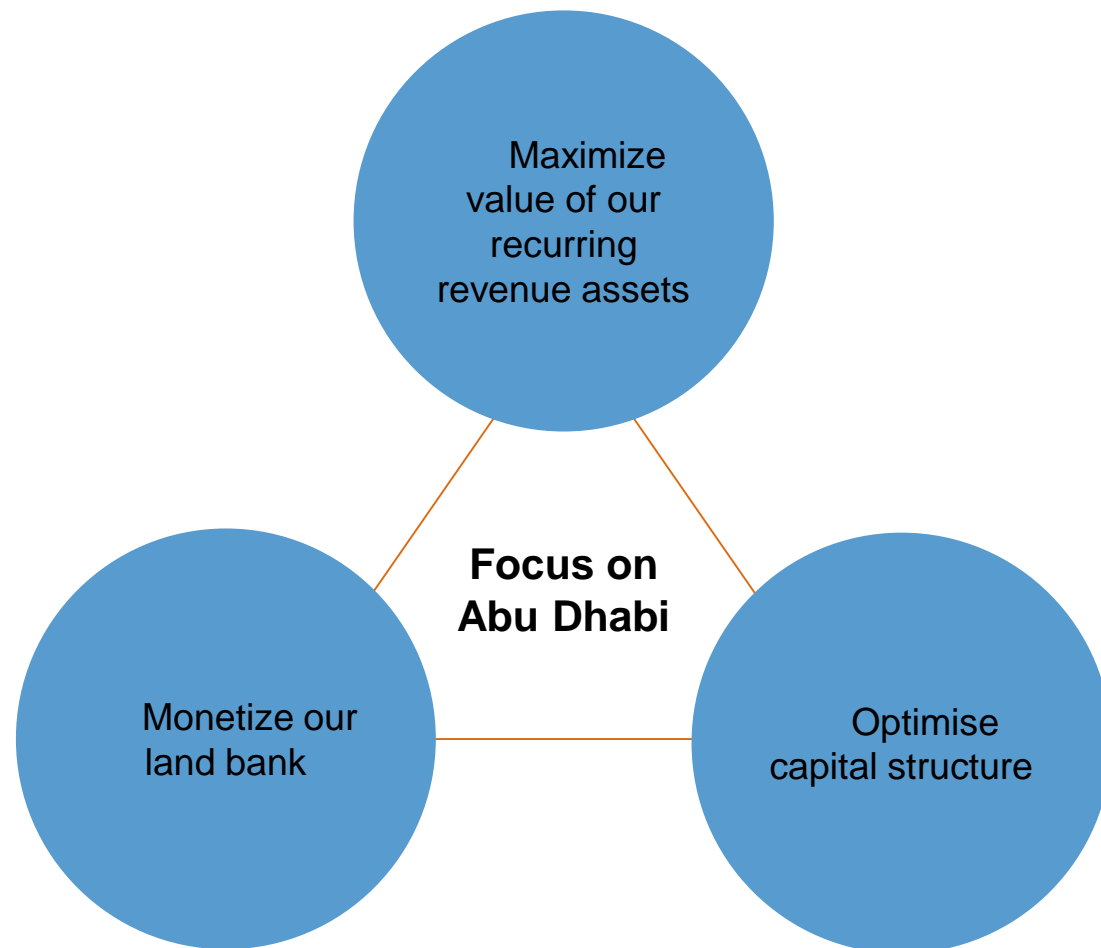 Maximize
value of our
recurring
revenue assets
Focus on
Abu Dhabi
Monetize our
land bank
Optimise
capital structure